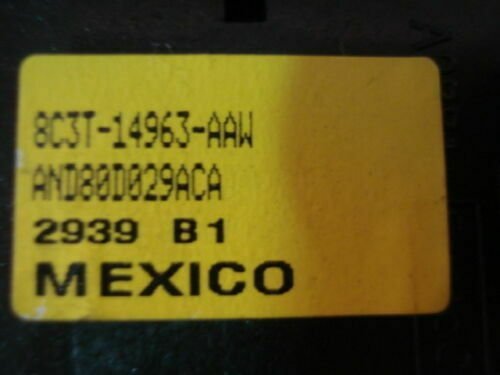 8C3T-14963-AAW
AND80D029ACA
2939 B1
MEXICO